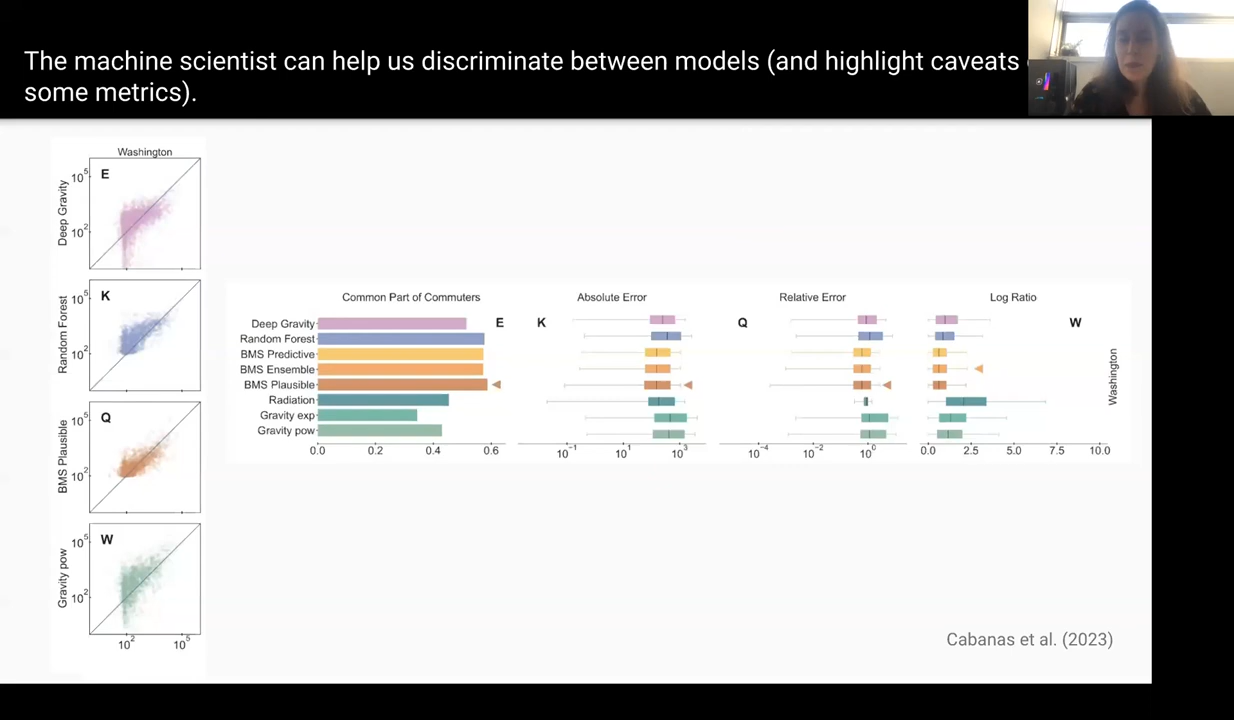 The machine scientist can help us discriminate between models (and highlight caveats
some metrics).
Washington
E
Deep Gravity
10^5
10^2
K
Random Forest
10^5
10^2
Q
BMS Plausible
10^5
10^2
W
Gravity pow
10^5
10^2
10^2 10^5
Common Part of Commuters
E
Deep Gravity
Random Forest
BMS Predictive
BMS Ensemble
BMS Plausible
Radiation
Gravity exp
Gravity pow
0.0 0.2 0.4 0.6
Absolute Error
K
10^-1 10^1 10^3
Relative Error
Q
10^-4 10^-2 10^0
Log Ratio
W
0.0 2.5 5.0 7.5 10.0
Washington
Cabanas et al. (2023)